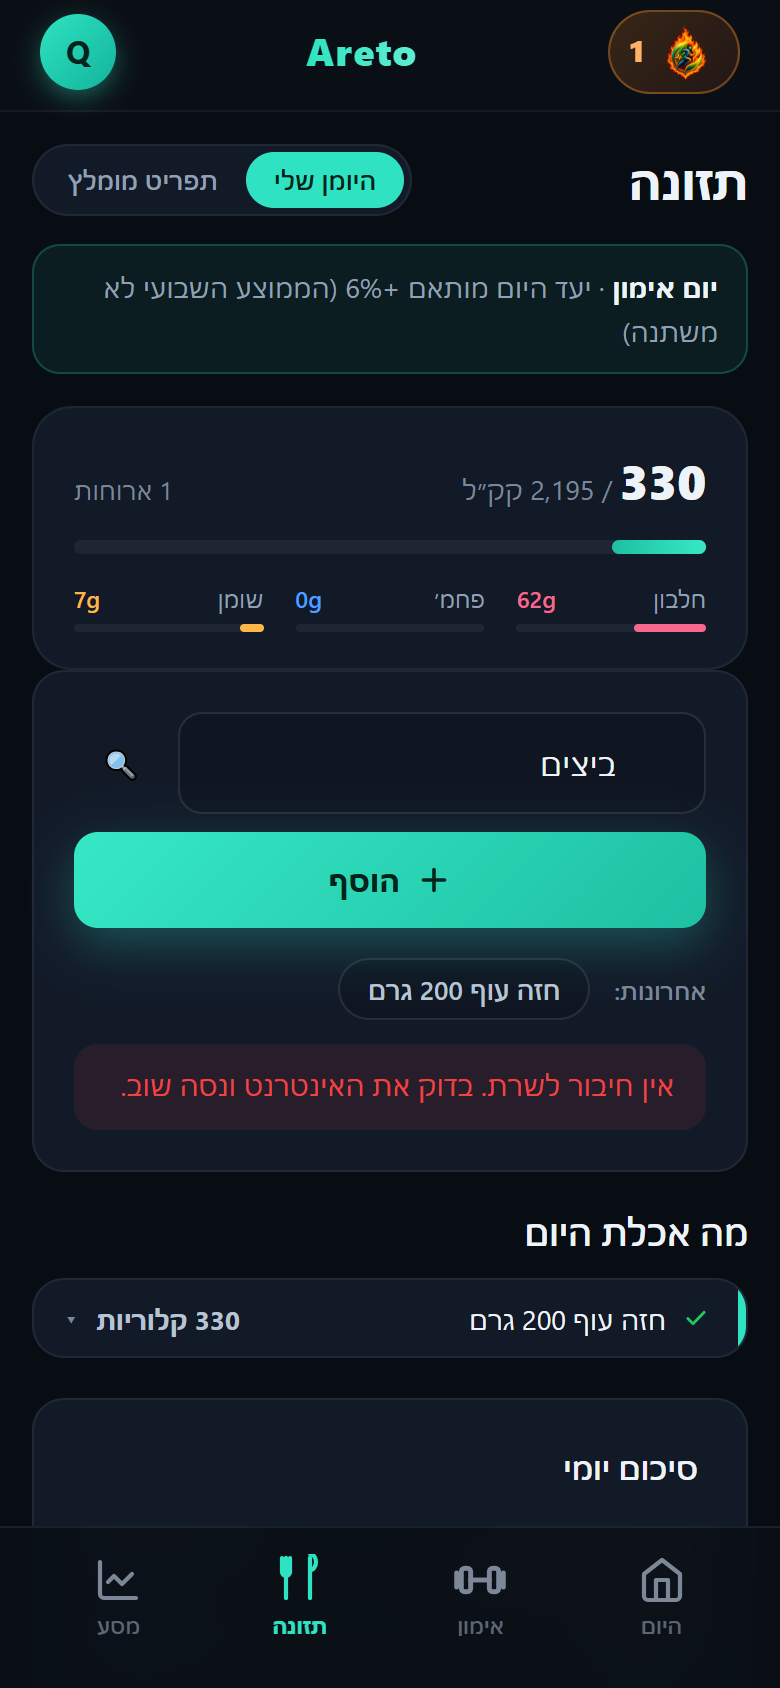 1
Areto
Q
תזונה
היומן שלי
תפריט מומלץ
יום אימון · יעד היום מותאם +6% (הממוצע השבועי לא
משתנה)
330 / 2,195 קק״ל
1 ארוחות
חלבון 62g
פחמ׳ 0g
שומן 7g
ביצים
+ הוסף
אחרונות: חזה עוף 200 גרם
אין חיבור לשרת. בדוק את האינטרנט ונסה שוב.
מה אכלת היום
חזה עוף 200 גרם
330 קלוריות
סיכום יומי
היום
אימון
תזונה
מסע